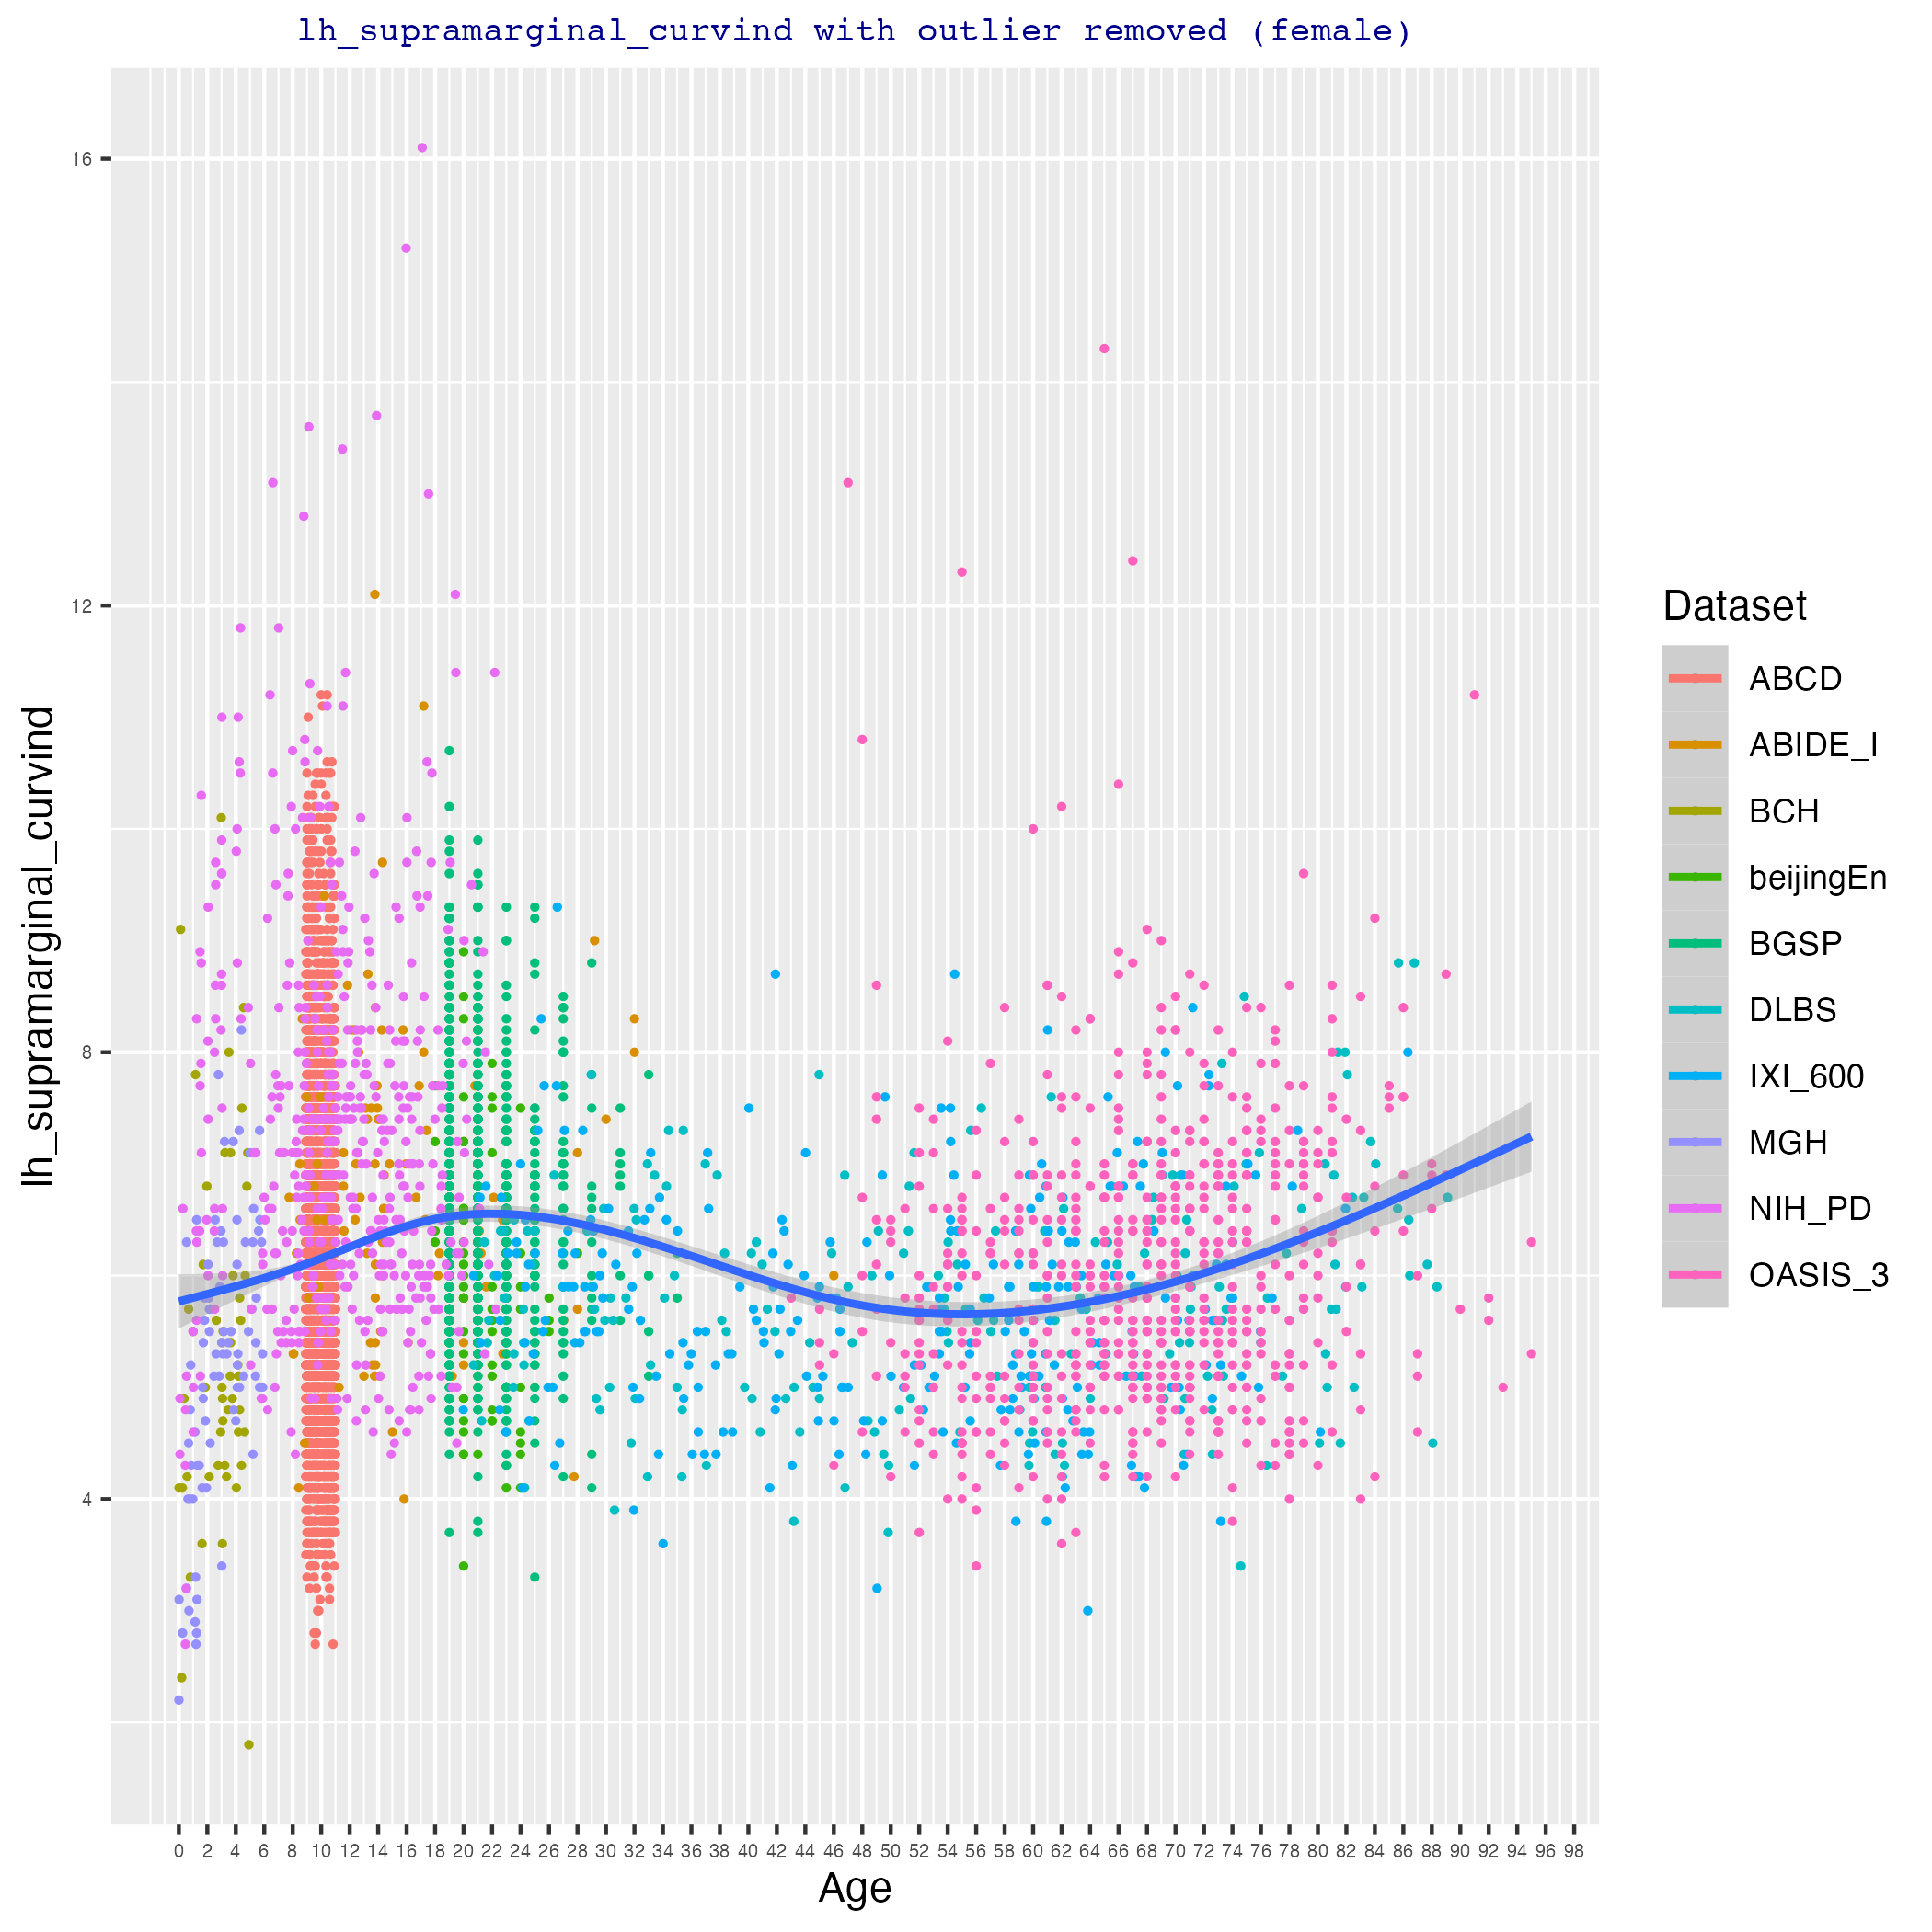 lh_supramarginal_curvind with outlier removed (female)
lh_supramarginal_curvind
16
12
8
4
0 2 4 6 8 10 12 14 16 18 20 22 24 26 28 30 32 34 36 38 40 42 44 46 48 50 52 54 56 58 60 62 64 66 68 70 72 74 76 78 80 82 84 86 88 90 92 94 96 98
Age
Dataset
ABCD
ABIDE_I
BCH
beijingEn
BGSP
DLBS
IXI_600
MGH
NIH_PD
OASIS_3